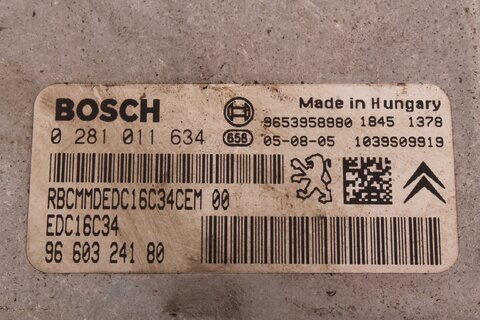 BOSCH
Made in Hungary
9653958980 1845 1378
0 281 011 634 658 05-08-05 1039S09919
RBCMMDEDC16C34CEM 00
EDC16C34
96 603 241 80